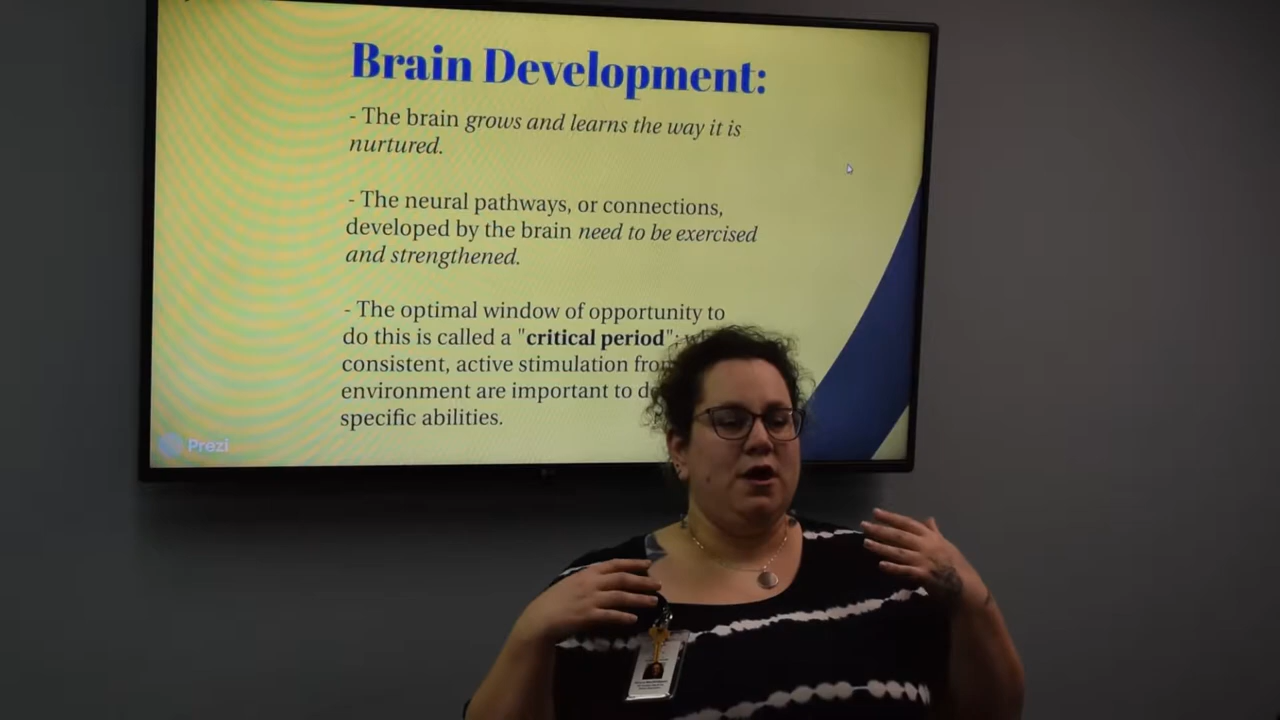 Brain Development:
- The brain grows and learns the way it is
nurtured.
- The neural pathways, or connections,
developed by the brain need to be exercised
and strengthened.
- The optimal window of opportunity to
do this is called a "critical period";
consistent, active stimulation from
environment are important to
specific abilities.
Prezi